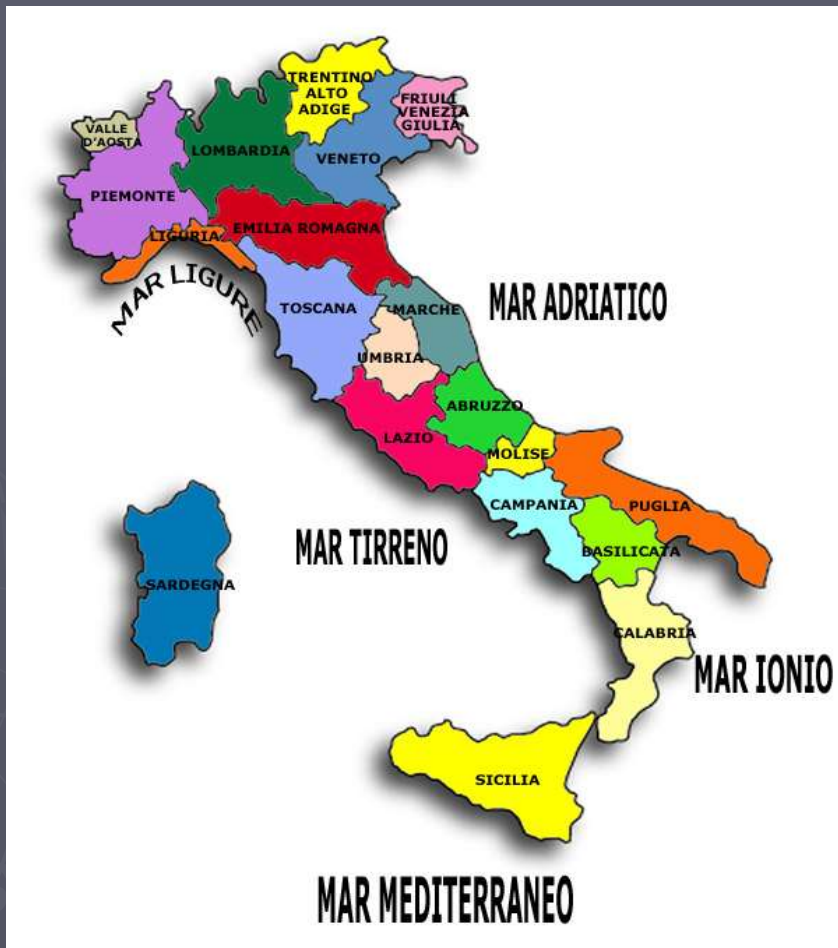 TRENTINO
ALTO
ADIGE
FRIULI
VENEZIA
GIULIA
VALLE
D'AOSTA
LOMBARDIA
VENETO
PIEMONTE
EMILIA ROMAGNA
LIGURIA
MAR LIGURE
TOSCANA
MARCHE
MAR ADRIATICO
UMBRIA
ABRUZZO
LAZIO
MOLISE
CAMPANIA
PUGLIA
MAR TIRRENO
BASILICATA
SARDEGNA
CALABRIA
MAR IONIO
SICILIA
MAR MEDITERRANEO